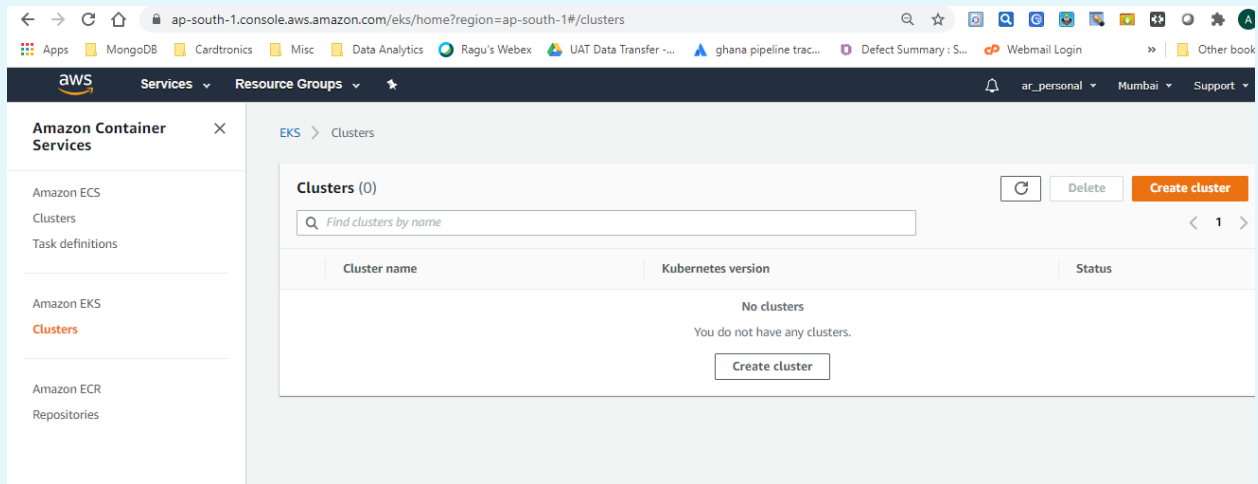 ap-south-1.console.aws.amazon.com/eks/home?region=ap-south-1#/clusters
Apps MongoDB Cardtronics Misc Data Analytics Ragu's Webex UAT Data Transfer -... ghana pipeline trac... Defect Summary : S... cP Webmail Login » Other book
aws Services Resource Groups ar_personal Mumbai Support
Amazon Container Services
EKS > Clusters
Amazon ECS
Clusters
Task definitions
Amazon EKS
Clusters
Amazon ECR
Repositories
Clusters (0) Delete Create cluster
Find clusters by name < 1 >
Cluster name Kubernetes version Status
No clusters
You do not have any clusters.
Create cluster